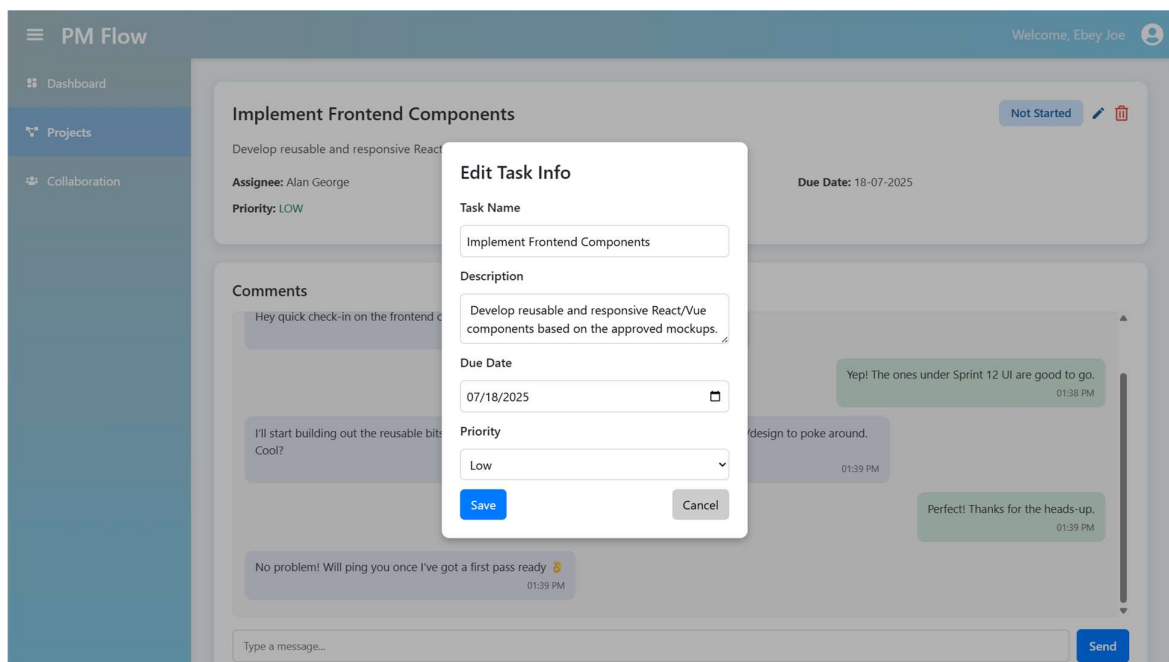 PM Flow
Welcome, Ebey Joe
Dashboard
Projects
Collaboration
Implement Frontend Components
Not Started
Develop reusable and responsive React
Assignee: Alan George
Due Date: 18-07-2025
Priority: LOW
Edit Task Info
Task Name
Implement Frontend Components
Description
Develop reusable and responsive React/Vue
components based on the approved mockups.
Due Date
07/18/2025
Priority
Low
Save
Cancel
Comments
Hey quick check-in on the frontend
Yep! The ones under Sprint 12 UI are good to go.
01:38 PM
I'll start building out the reusable bits
/design to poke around.
Cool?
01:39 PM
Perfect! Thanks for the heads-up.
01:39 PM
No problem! Will ping you once I've got a first pass ready
01:39 PM
Type a message...
Send